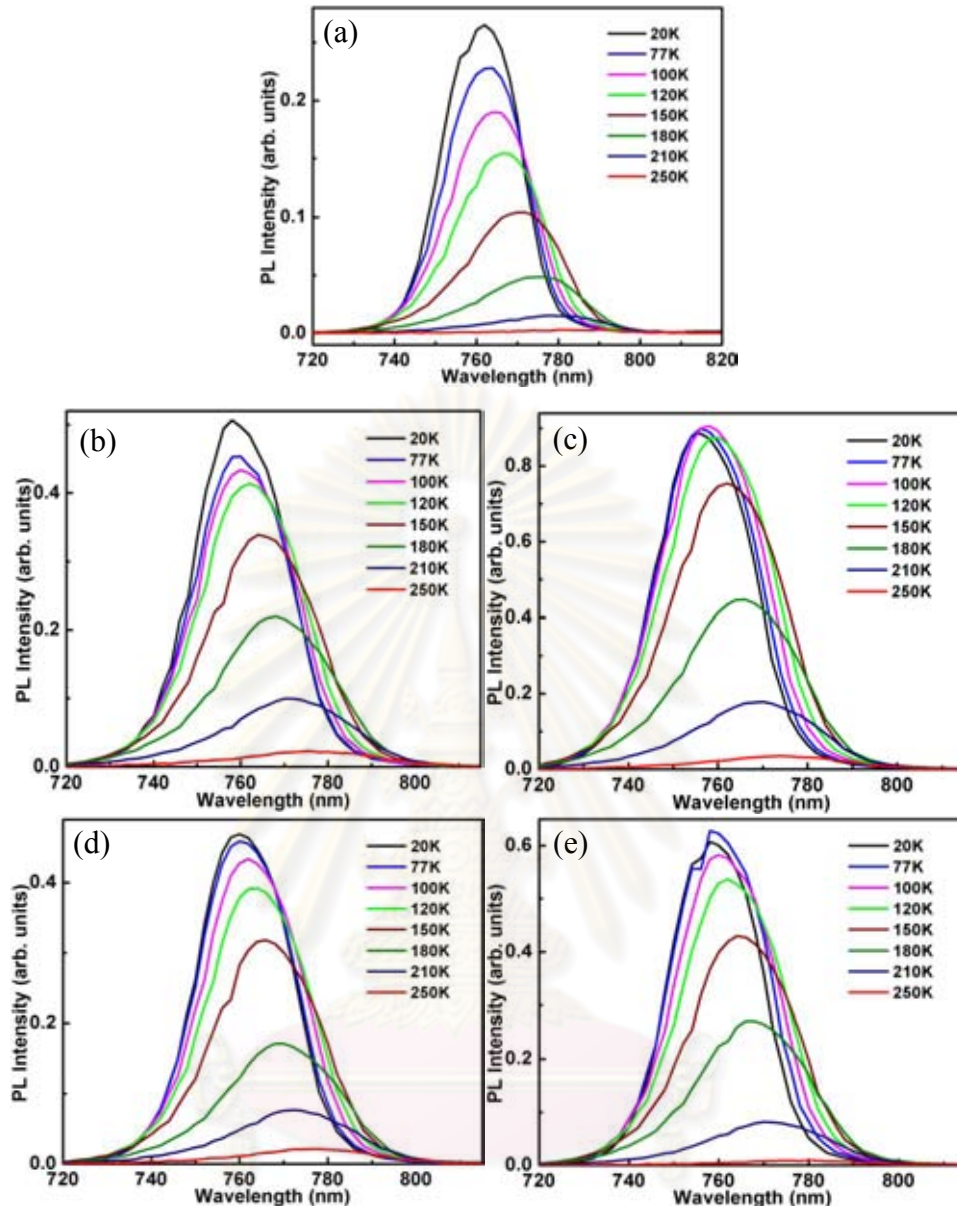 (a)
20K
77K
100K
120K
150K
180K
210K
250K
PL Intensity (arb. units)
0.2
0.1
0.0
720 740 760 780 800 820
Wavelength (nm)
(b)
20K
77K
100K
120K
150K
180K
210K
250K
PL Intensity (arb. units)
0.4
0.2
0.0
720 740 760 780 800
Wavelength (nm)
(c)
20K
77K
100K
120K
150K
180K
210K
250K
PL Intensity (arb. units)
0.8
0.6
0.4
0.2
0.0
720 740 760 780 800
Wavelength (nm)
(d)
20K
77K
100K
120K
150K
180K
210K
250K
PL Intensity (arb. units)
0.4
0.2
0.0
720 740 760 780 800
Wavelength (nm)
(e)
20K
77K
100K
120K
150K
180K
210K
250K
PL Intensity (arb. units)
0.6
0.4
0.2
0.0
720 740 760 780 800
Wavelength (nm)